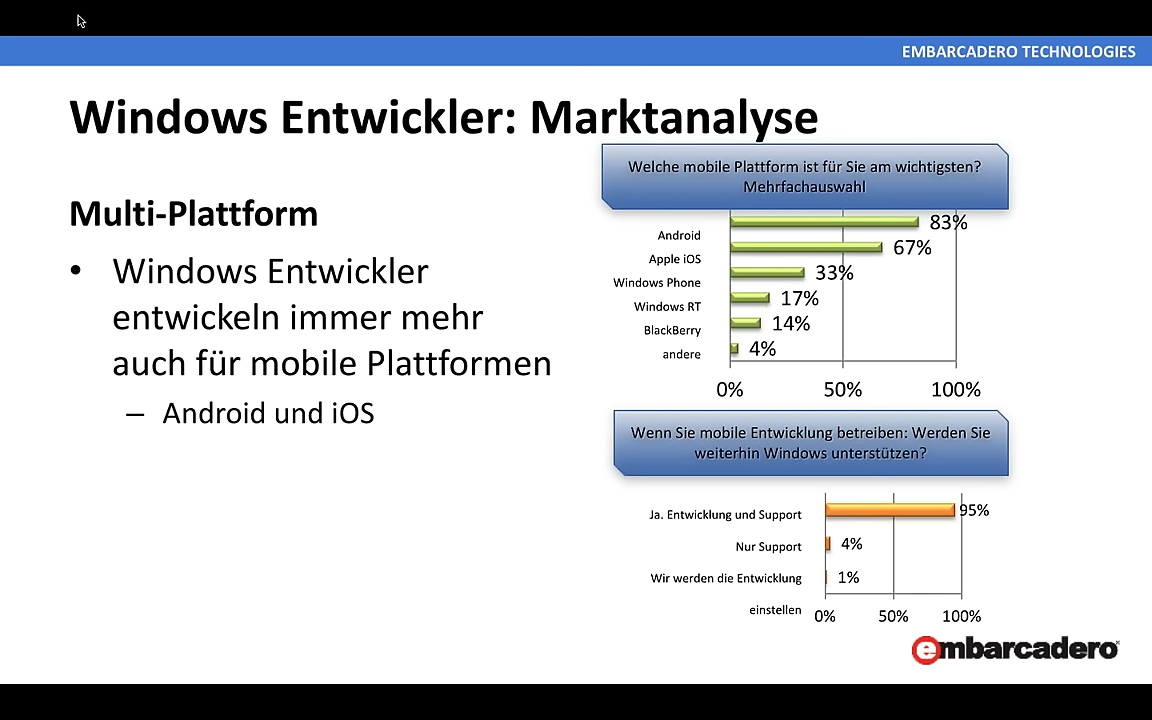 EMBARCADERO TECHNOLOGIES
Windows Entwickler: Marktanalyse
Multi-Plattform
• Windows Entwickler
entwickeln immer mehr
auch für mobile Plattformen
– Android und iOS
Welche mobile Plattform ist für Sie am wichtigsten?
Mehrfachauswahl
Android 83%
Apple iOS 67%
Windows Phone 33%
Windows RT 17%
BlackBerry 14%
andere 4%
0% 50% 100%
Wenn Sie mobile Entwicklung betreiben: Werden Sie
weiterhin Windows unterstützen?
Ja. Entwicklung und Support 95%
Nur Support 4%
Wir werden die Entwicklung 1%
einstellen
0% 50% 100%
embarcadero